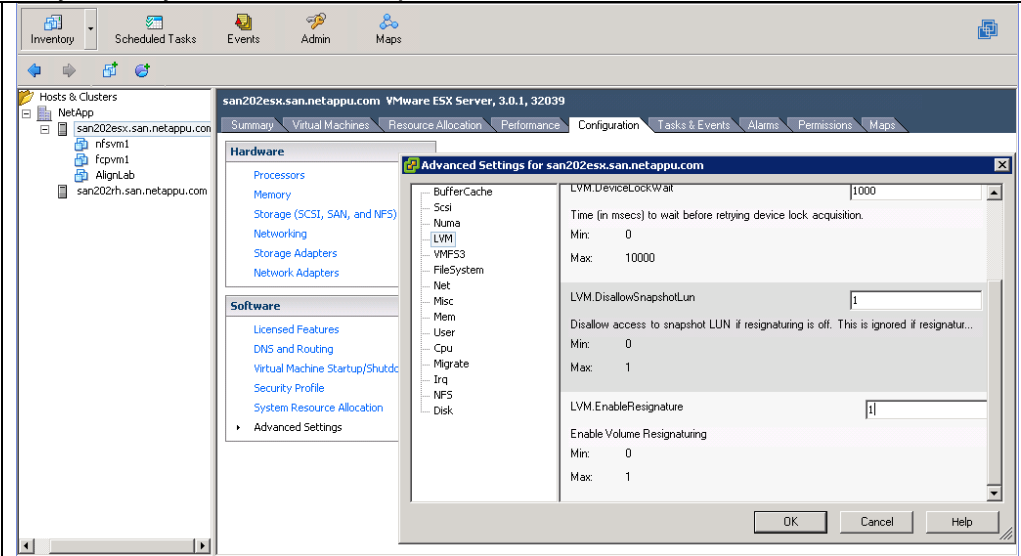 Inventory
Scheduled Tasks
Events
Admin
Maps
Hosts & Clusters
NetApp
san202esx.san.netappu.con
nfsvm1
fcpvm1
AlignLab
san202rh.san.netappu.com
san202esx.san.netappu.com VMware ESX Server, 3.0.1, 32039
Summary Virtual Machines Resource Allocation Performance Configuration Tasks & Events Alarms Permissions Maps
Hardware
Processors
Memory
Storage (SCSI, SAN, and NFS)
Networking
Storage Adapters
Network Adapters
Software
Licensed Features
DNS and Routing
Virtual Machine Startup/Shutdo
Security Profile
System Resource Allocation
Advanced Settings
Advanced Settings for san202esx.san.netappu.com
BufferCache
Scsi
Numa
LVM
VMFS3
FileSystem
Net
Misc
Mem
User
Cpu
Migrate
Irq
NFS
Disk
LVM.DeviceLockWait 1000
Time (in msecs) to wait before retrying device lock acquisition.
Min: 0
Max: 10000
LVM.DisallowSnapshotLun 1
Disallow access to snapshot LUN if resignaturing is off. This is ignored if resignatur...
Min: 0
Max: 1
LVM.EnableResignature 1
Enable Volume Resignaturing
Min: 0
Max: 1
OK Cancel Help